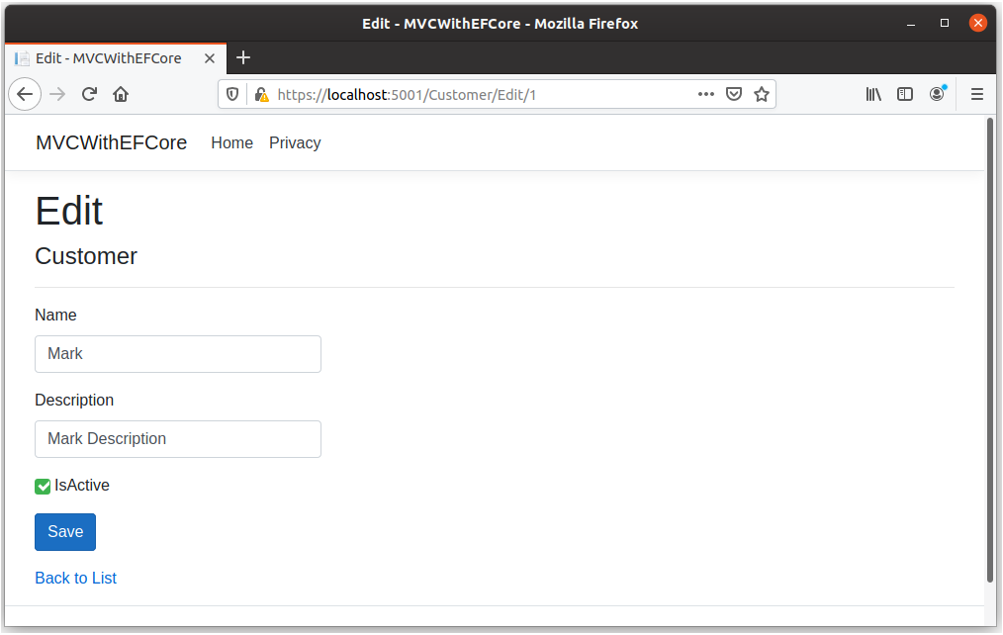 Edit - MVCWithEFCore - Mozilla Firefox
Edit - MVCWithEFCore
https://localhost:5001/Customer/Edit/1
MVCWithEFCore Home Privacy
Edit
Customer
Name
Mark
Description
Mark Description
IsActive
Save
Back to List